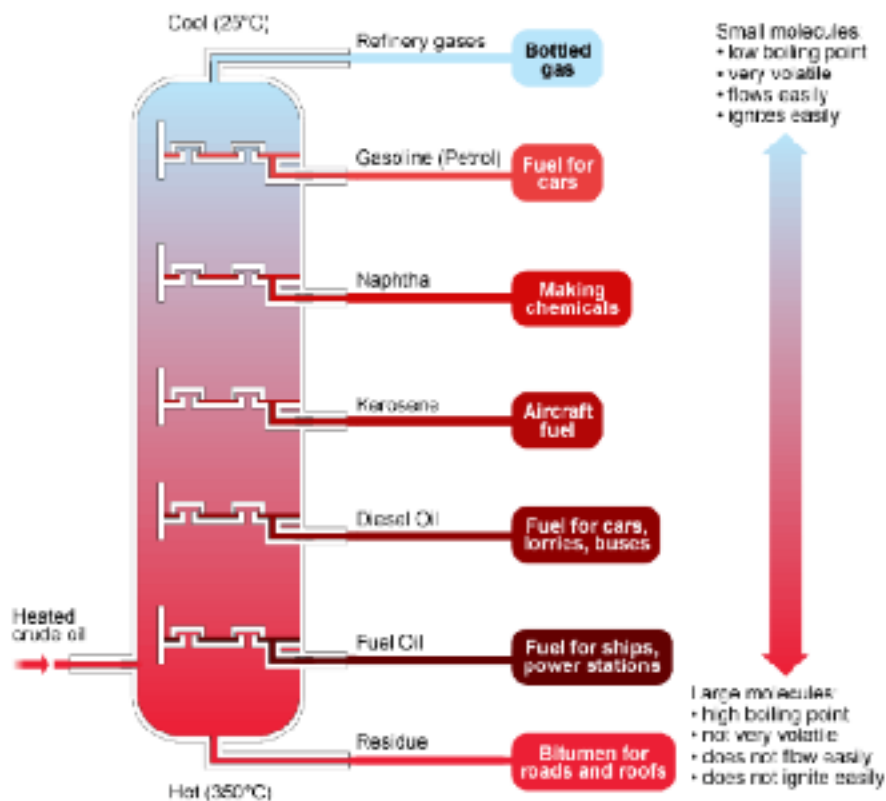 Cool (25°C)
Refinery gases
Bottled
gas
Gasoline (Petrol)
Fuel for
cars
Naphtha
Making
chemicals
Kerosene
Aircraft
fuel
Diesel Oil
Fuel for cars,
lorries, buses
Heated
crude oil
Fuel Oil
Fuel for ships,
power stations
Residue
Bitumen for
roads and roofs
Hot (350°C)
Small molecules:
• low boiling point
• very volatile
• flows easily
• ignites easily
Large molecules:
• high boiling point
• not very volatile
• does not flow easily
• does not ignite easily